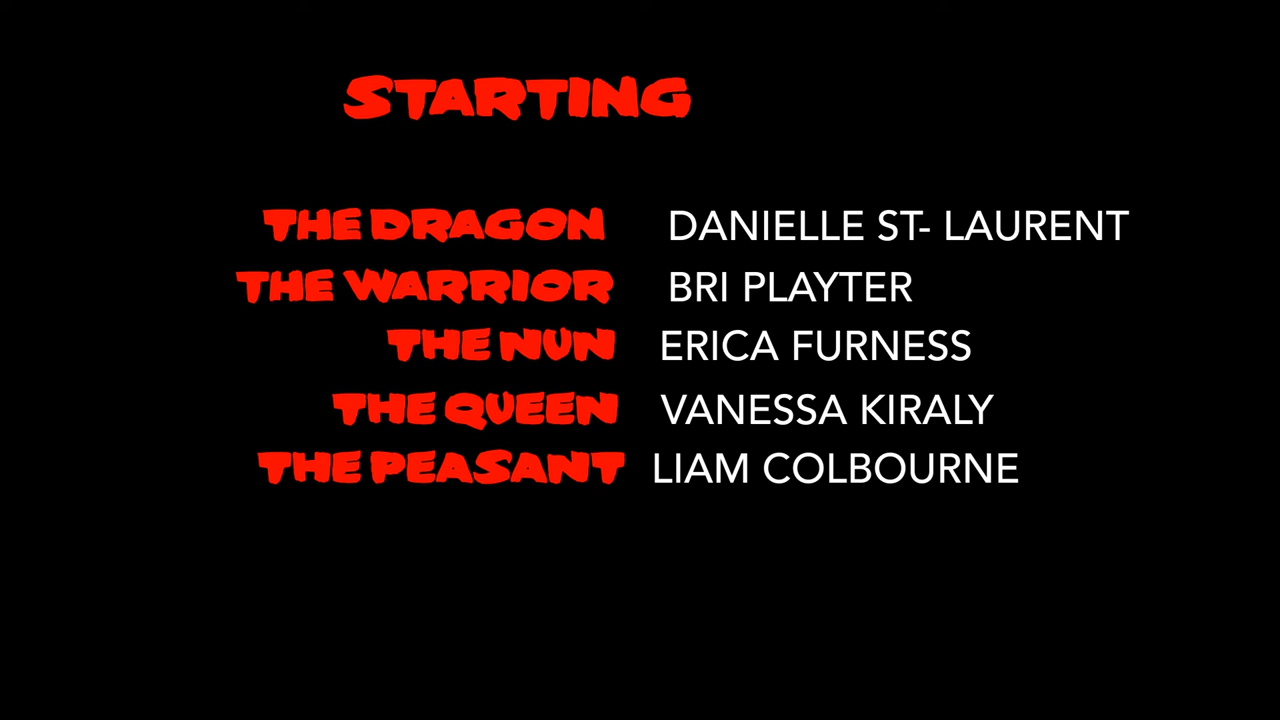 STARTING
THE DRAGON DANIELLE ST- LAURENT
THE WARRIOR BRI PLAYTER
THE NUN ERICA FURNESS
THE QUEEN VANESSA KIRALY
THE PEASANT LIAM COLBOURNE